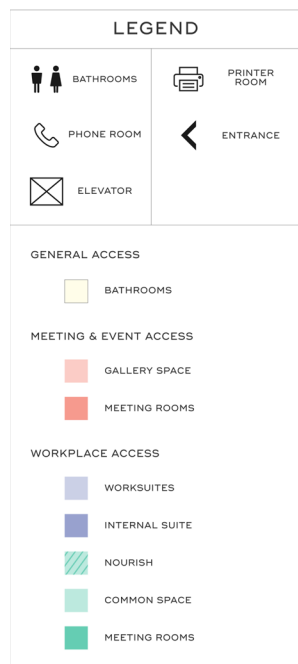 LEGEND
BATHROOMS
PRINTER
ROOM
PHONE ROOM
ENTRANCE
ELEVATOR
GENERAL ACCESS
BATHROOMS
MEETING & EVENT ACCESS
GALLERY SPACE
MEETING ROOMS
WORKPLACE ACCESS
WORKSUITES
INTERNAL SUITE
NOURISH
COMMON SPACE
MEETING ROOMS